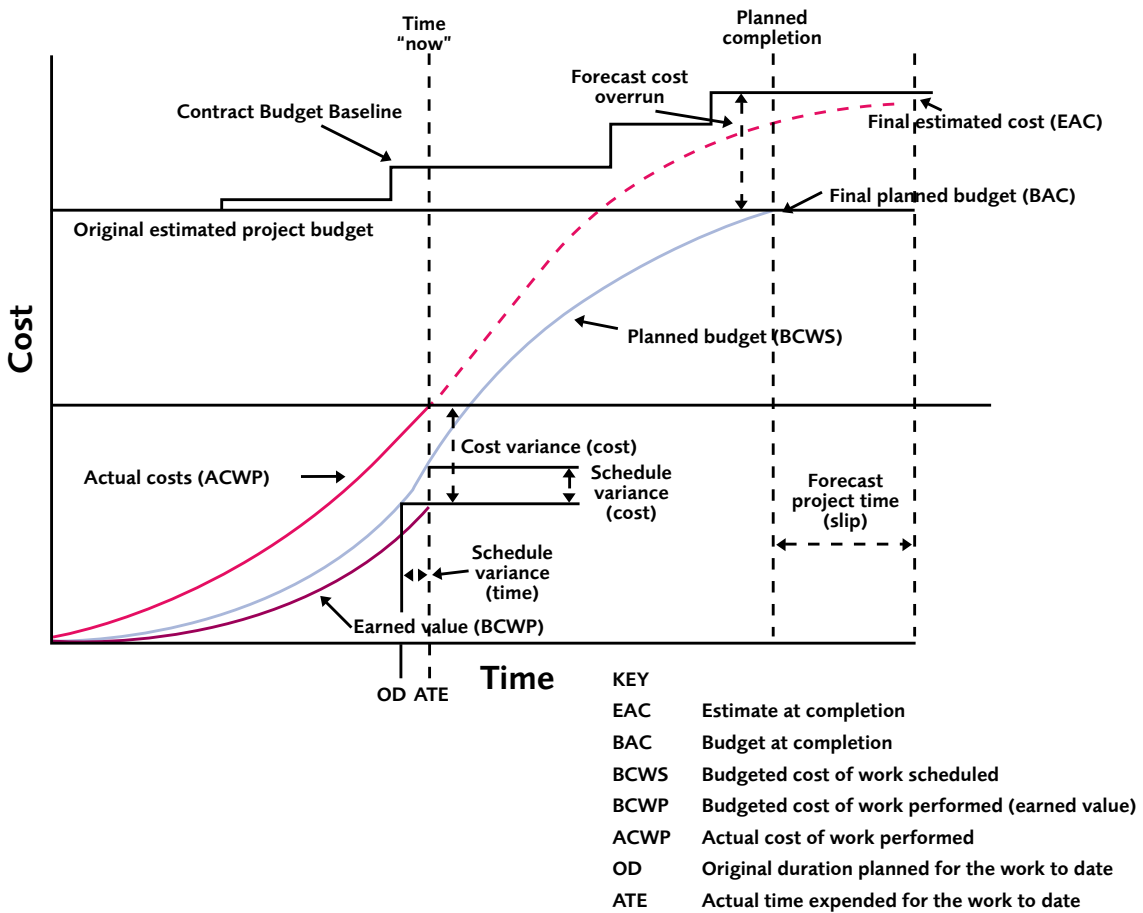 Time
“now”
Planned
completion
Forecast cost
overrun
Contract Budget Baseline
Final estimated cost (EAC)
Final planned budget (BAC)
Original estimated project budget
Cost
Planned budget (BCWS)
Cost variance (cost)
Actual costs (ACWP)
Schedule
variance
(cost)
Forecast
project time
(slip)
Schedule
variance
(time)
Earned value (BCWP)
OD ATE
Time
KEY
EAC Estimate at completion
BAC Budget at completion
BCWS Budgeted cost of work scheduled
BCWP Budgeted cost of work performed (earned value)
ACWP Actual cost of work performed
OD Original duration planned for the work to date
ATE Actual time expended for the work to date